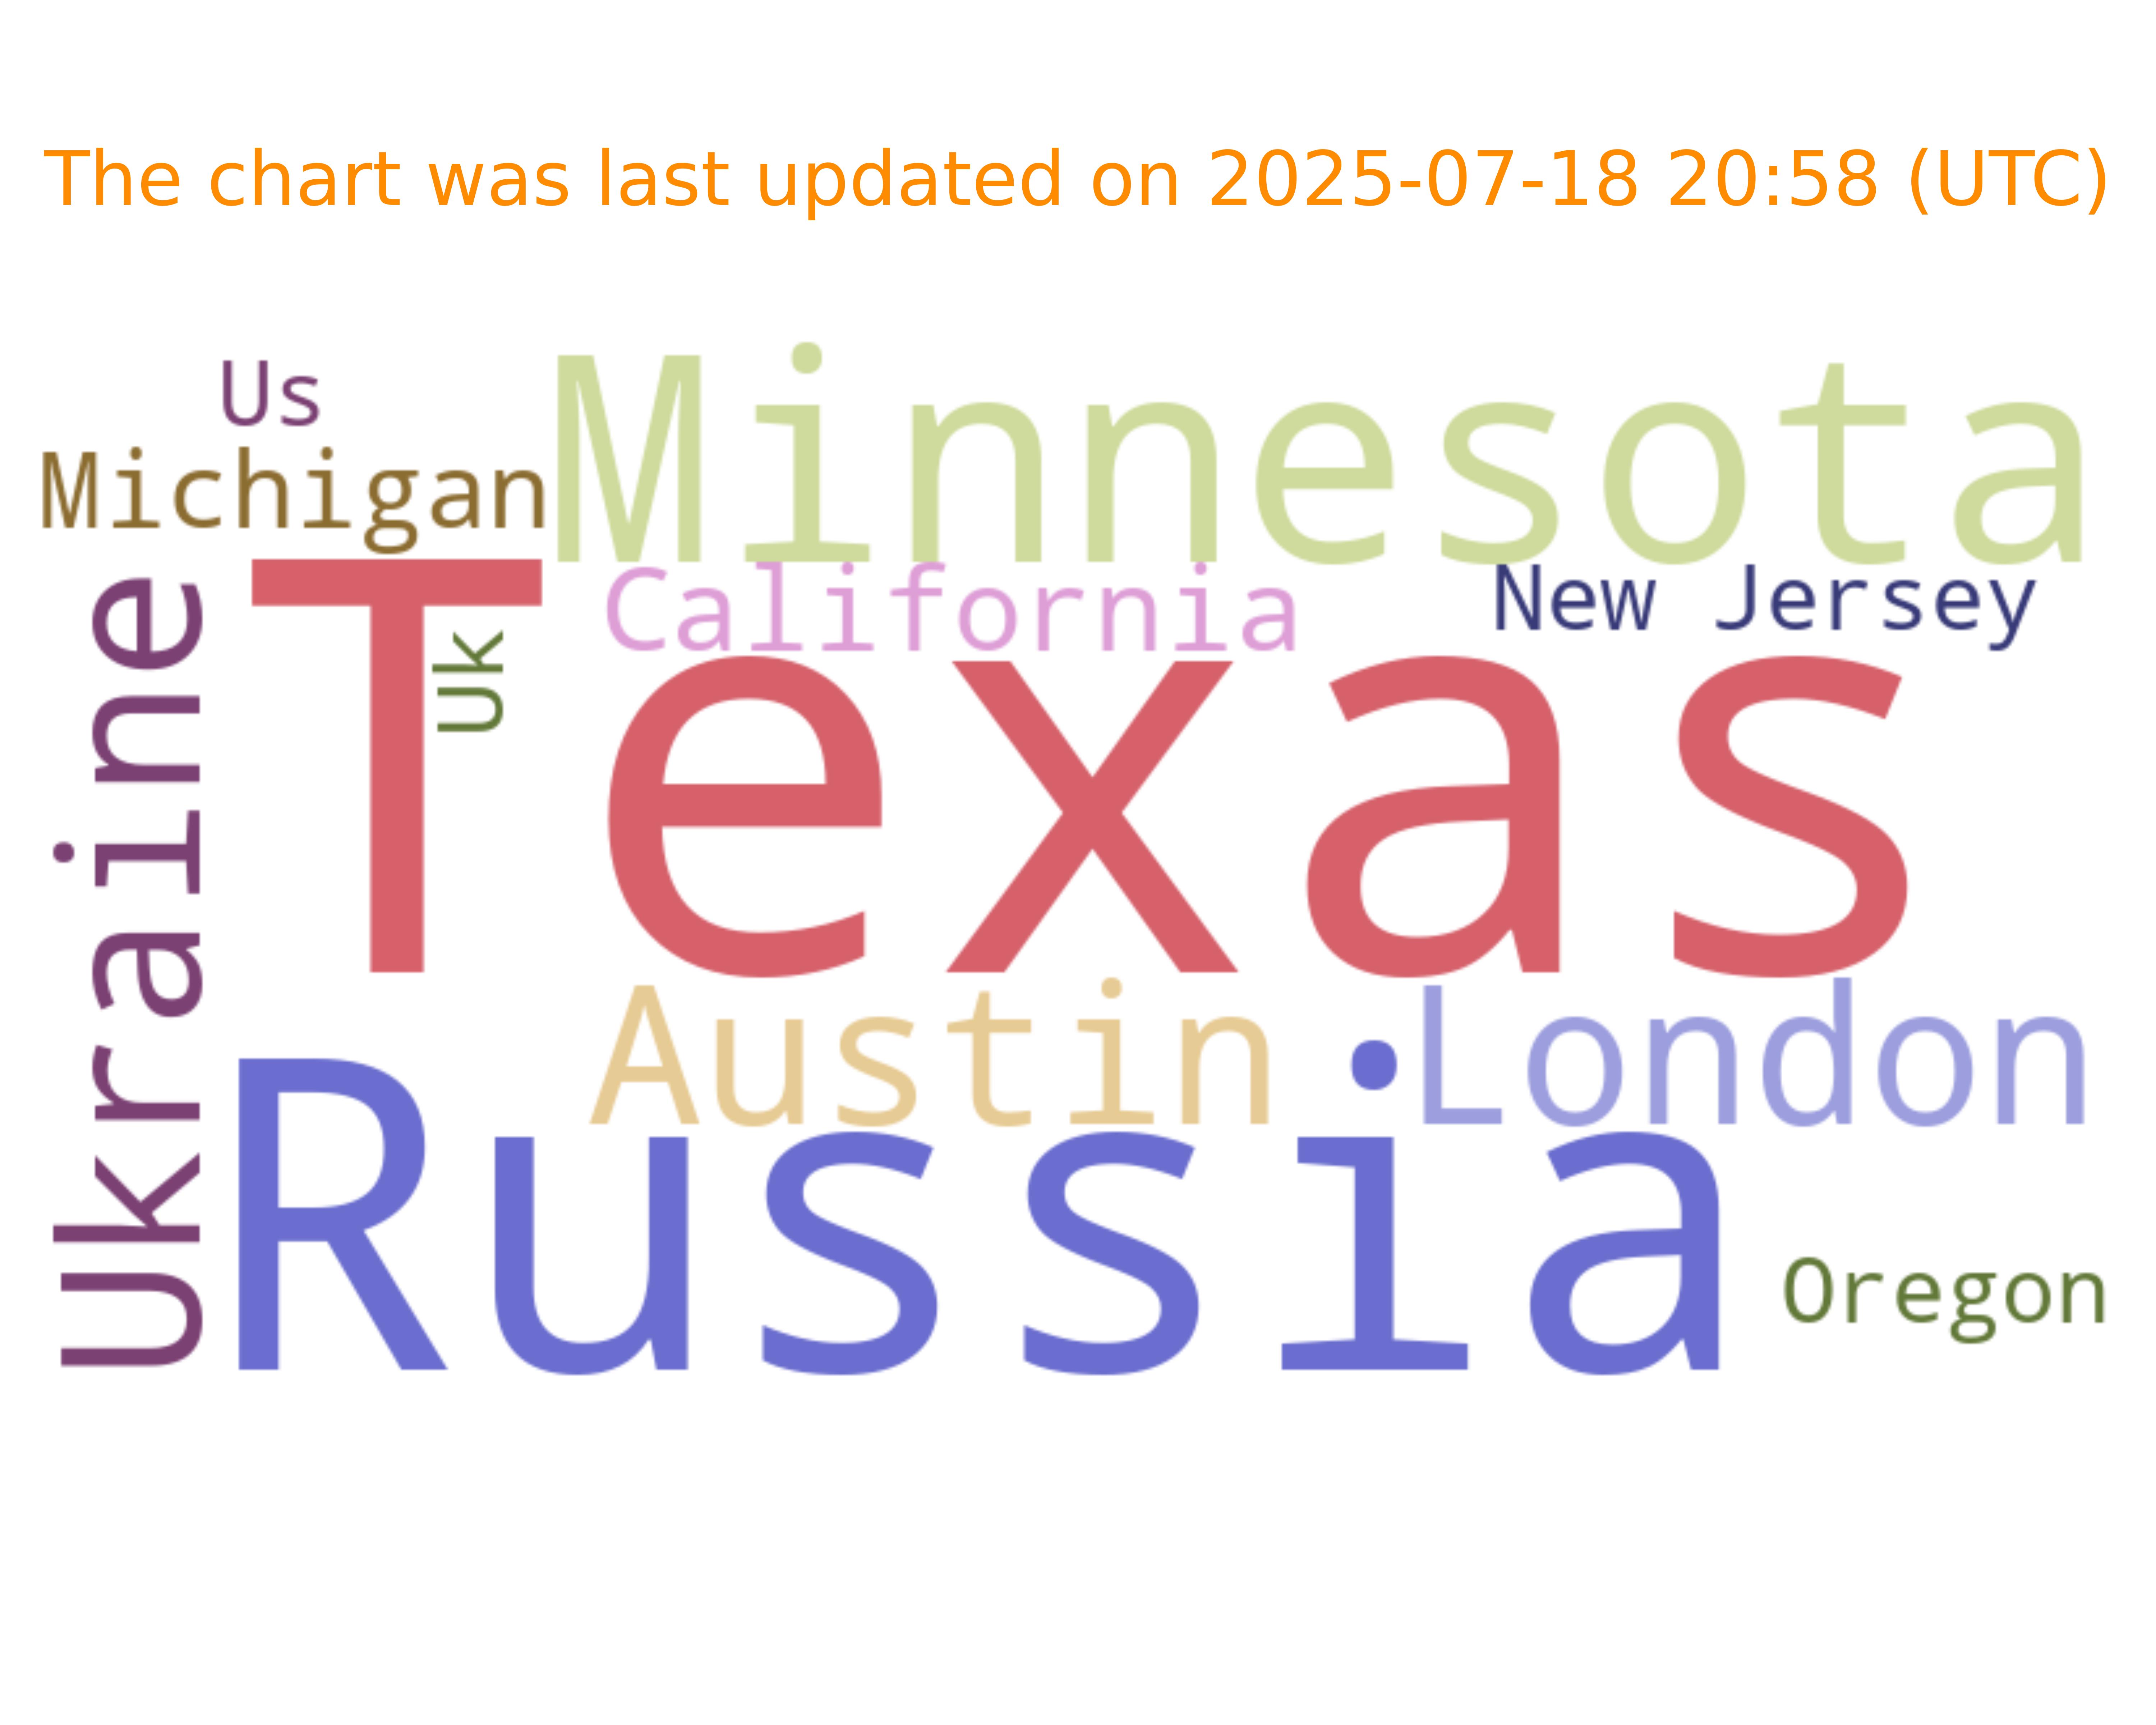 The chart was last updated on 2025-07-18 20:58 (UTC)
Us
Minnesota
Michigan
California
New Jersey
Uk
Texas
Ukraine
Austin
London
Russia
Oregon